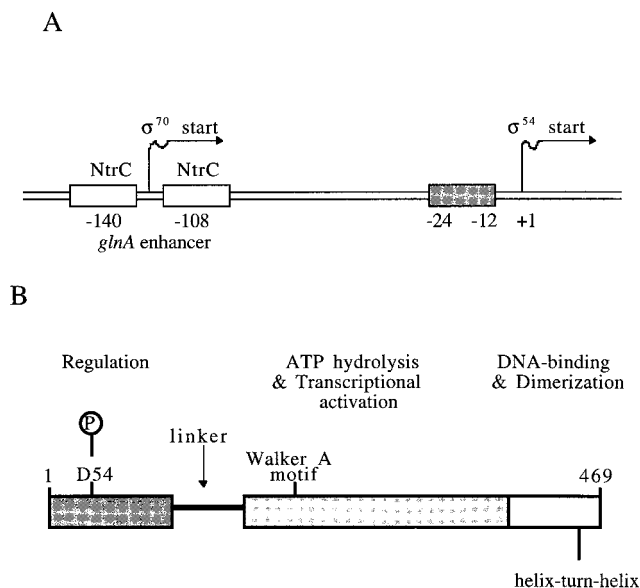 A
σ70 start
σ54 start
NtrC NtrC
-140 -108 -24 -12 +1
glnA enhancer
B
Regulation
ATP hydrolysis
& Transcriptional
activation
DNA-binding
& Dimerization
P
linker
Walker A
motif
1 D54 469
helix-turn-helix